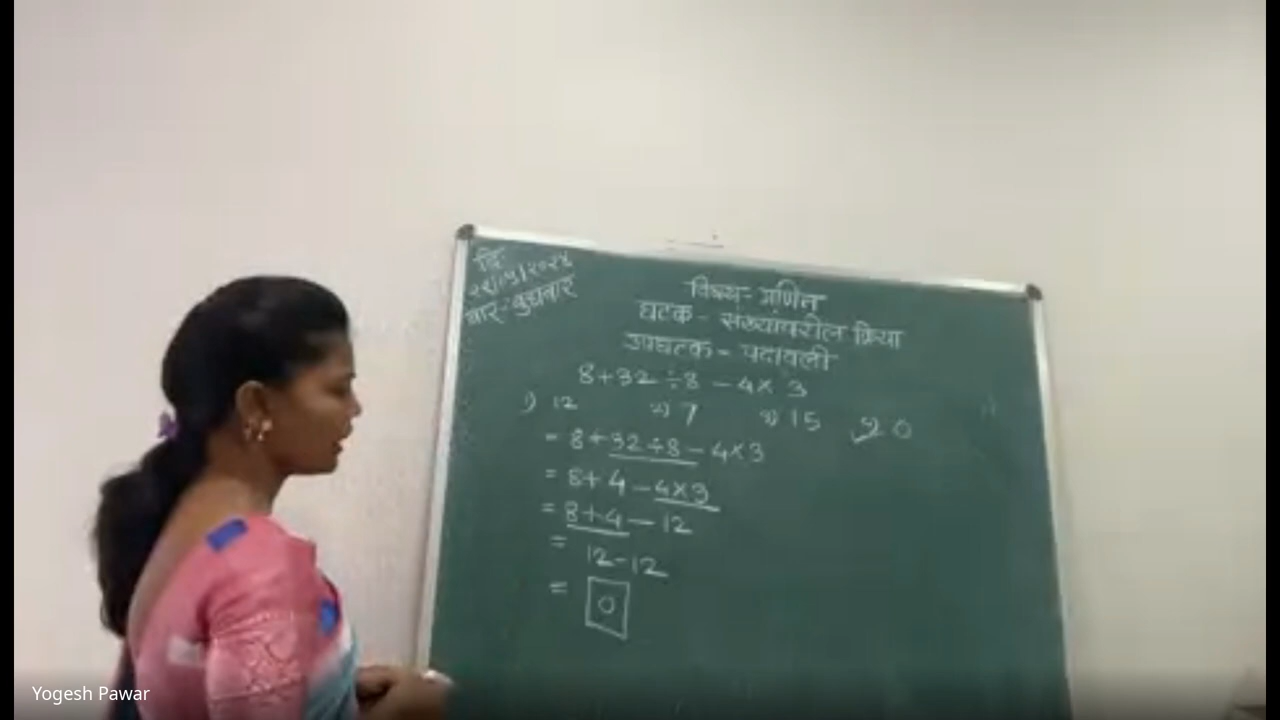 दि.
वार- बुधवार
विषय- गणित
घटक - संख्यांवरील क्रिया
उपघटक - पदावली
8+32 ÷8 - 4× 3
१) 12 २) 7 ३) 15 ४) 0
= 8+32÷8- 4×3
= 8+ 4 - 4×3
= 8+4 - 12
= 12-12
= 0
Yogesh Pawar